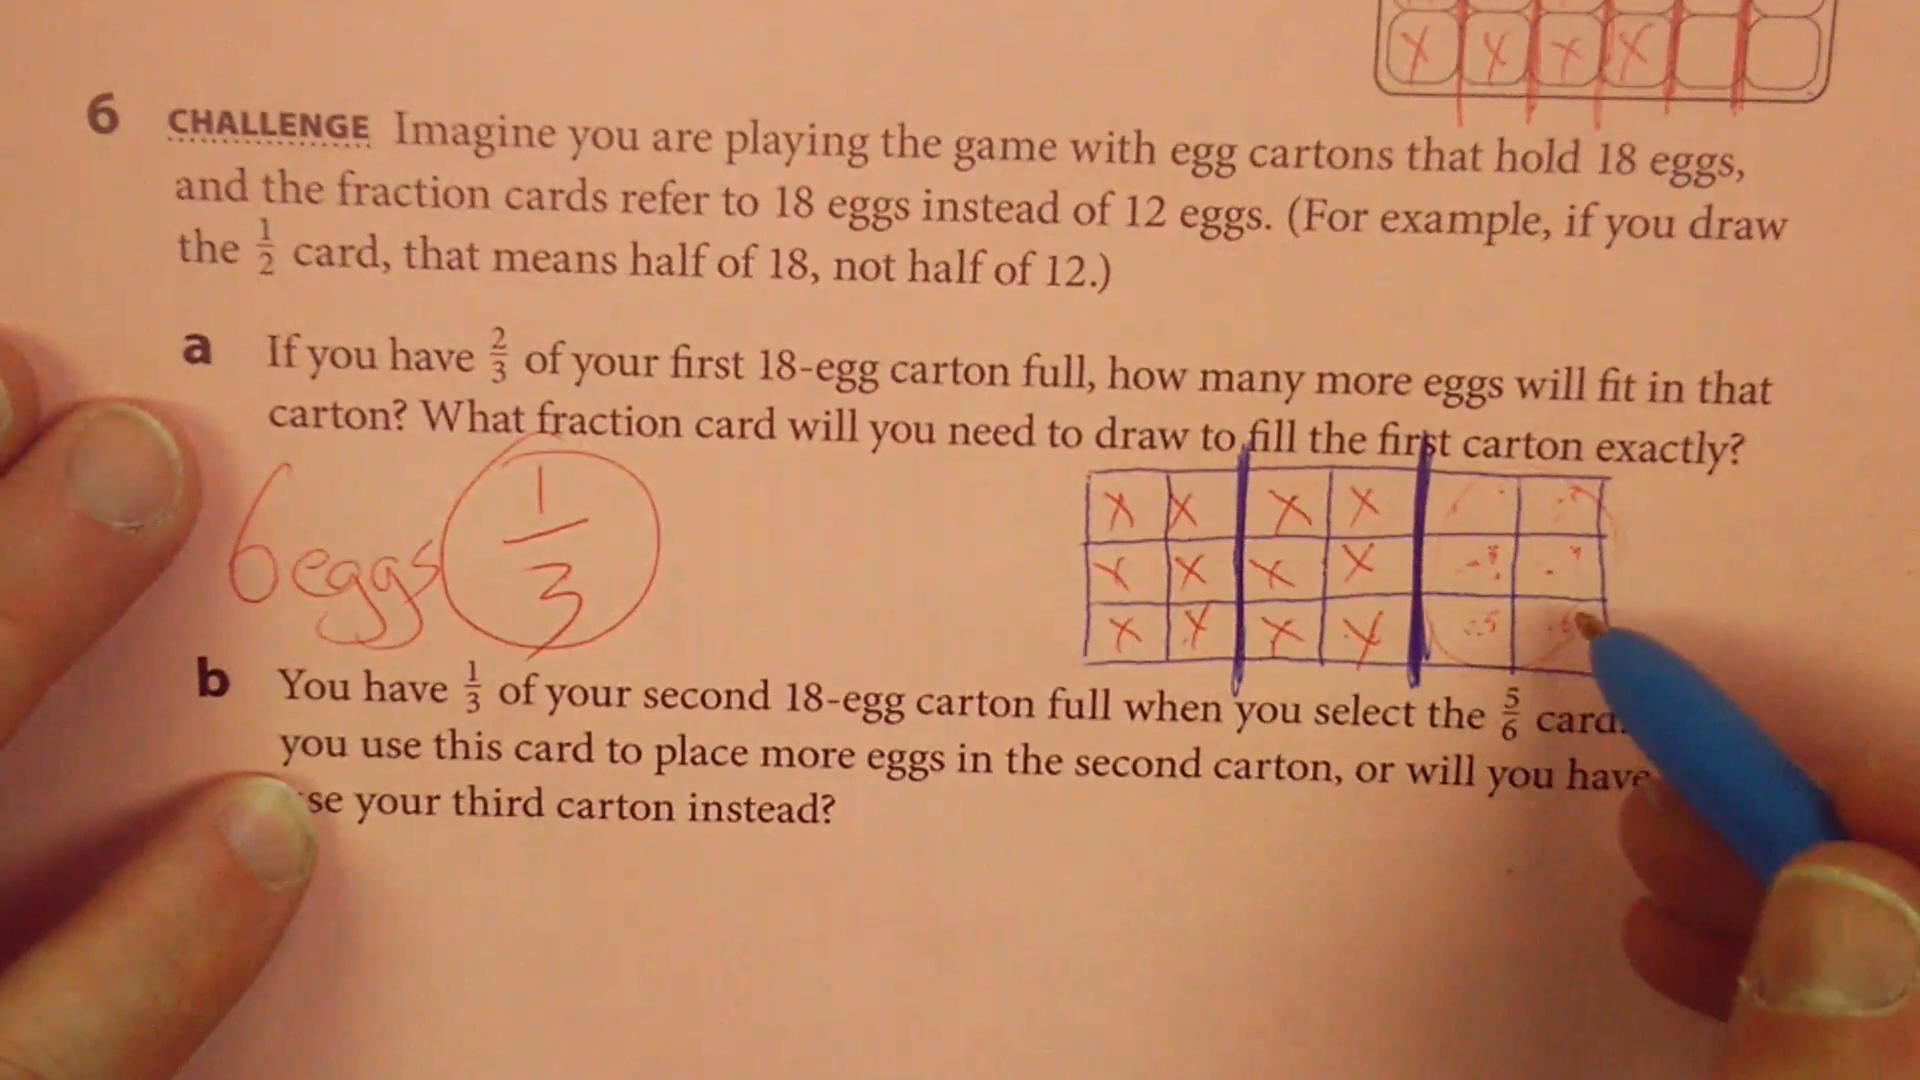 X X X X
6 CHALLENGE Imagine you are playing the game with egg cartons that hold 18 eggs,
and the fraction cards refer to 18 eggs instead of 12 eggs. (For example, if you draw
the 1/2 card, that means half of 18, not half of 12.)
a If you have 2/3 of your first 18-egg carton full, how many more eggs will fit in that
carton? What fraction card will you need to draw to fill the first carton exactly?
6 eggs 1/3
X X X X
X X X X
X X X X 5
b You have 1/3 of your second 18-egg carton full when you select the 5/6 card.
you use this card to place more eggs in the second carton, or will you have
se your third carton instead?